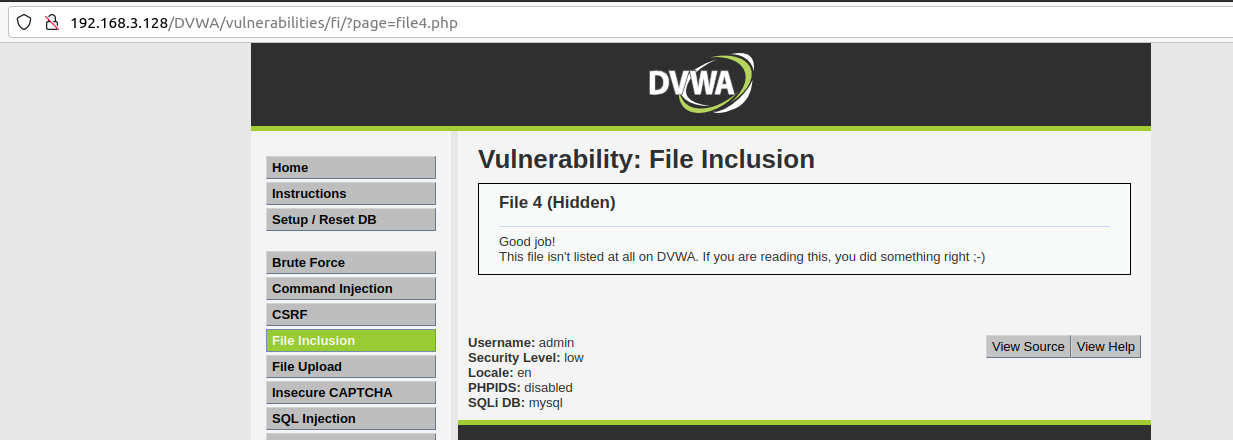 192.168.3.128/DVWA/vulnerabilities/fi/?page=file4.php
DVWA
Home
Instructions
Setup / Reset DB
Brute Force
Command Injection
CSRF
File Inclusion
File Upload
Insecure CAPTCHA
SQL Injection
Vulnerability: File Inclusion
File 4 (Hidden)
Good job!
This file isn't listed at all on DVWA. If you are reading this, you did something right ;-)
Username: admin
Security Level: low
Locale: en
PHPIDS: disabled
SQLi DB: mysql
View Source View Help